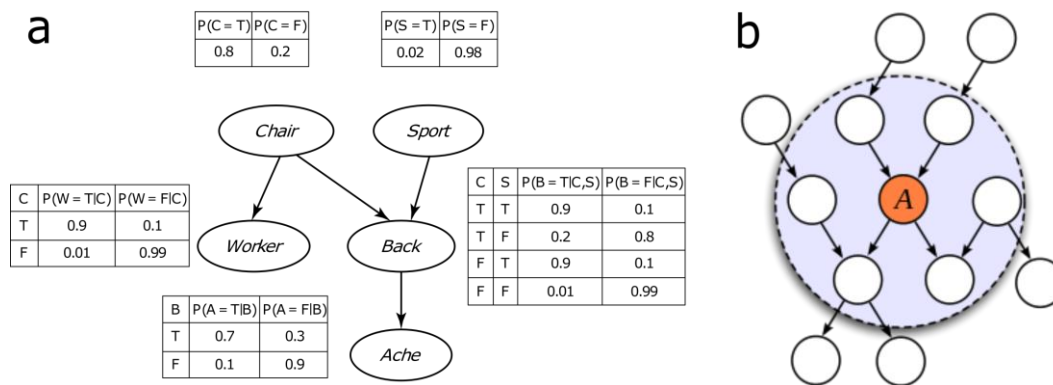 a
P(C = T) P(C = F)
0.8 0.2
P(S = T) P(S = F)
0.02 0.98
Chair
Sport
C P(W = T|C) P(W = F|C)
T 0.9 0.1
F 0.01 0.99
Worker
Back
C S P(B = T|C,S) P(B = F|C,S)
T T 0.9 0.1
T F 0.2 0.8
F T 0.9 0.1
F F 0.01 0.99
B P(A = T|B) P(A = F|B)
T 0.7 0.3
F 0.1 0.9
Ache
b
A